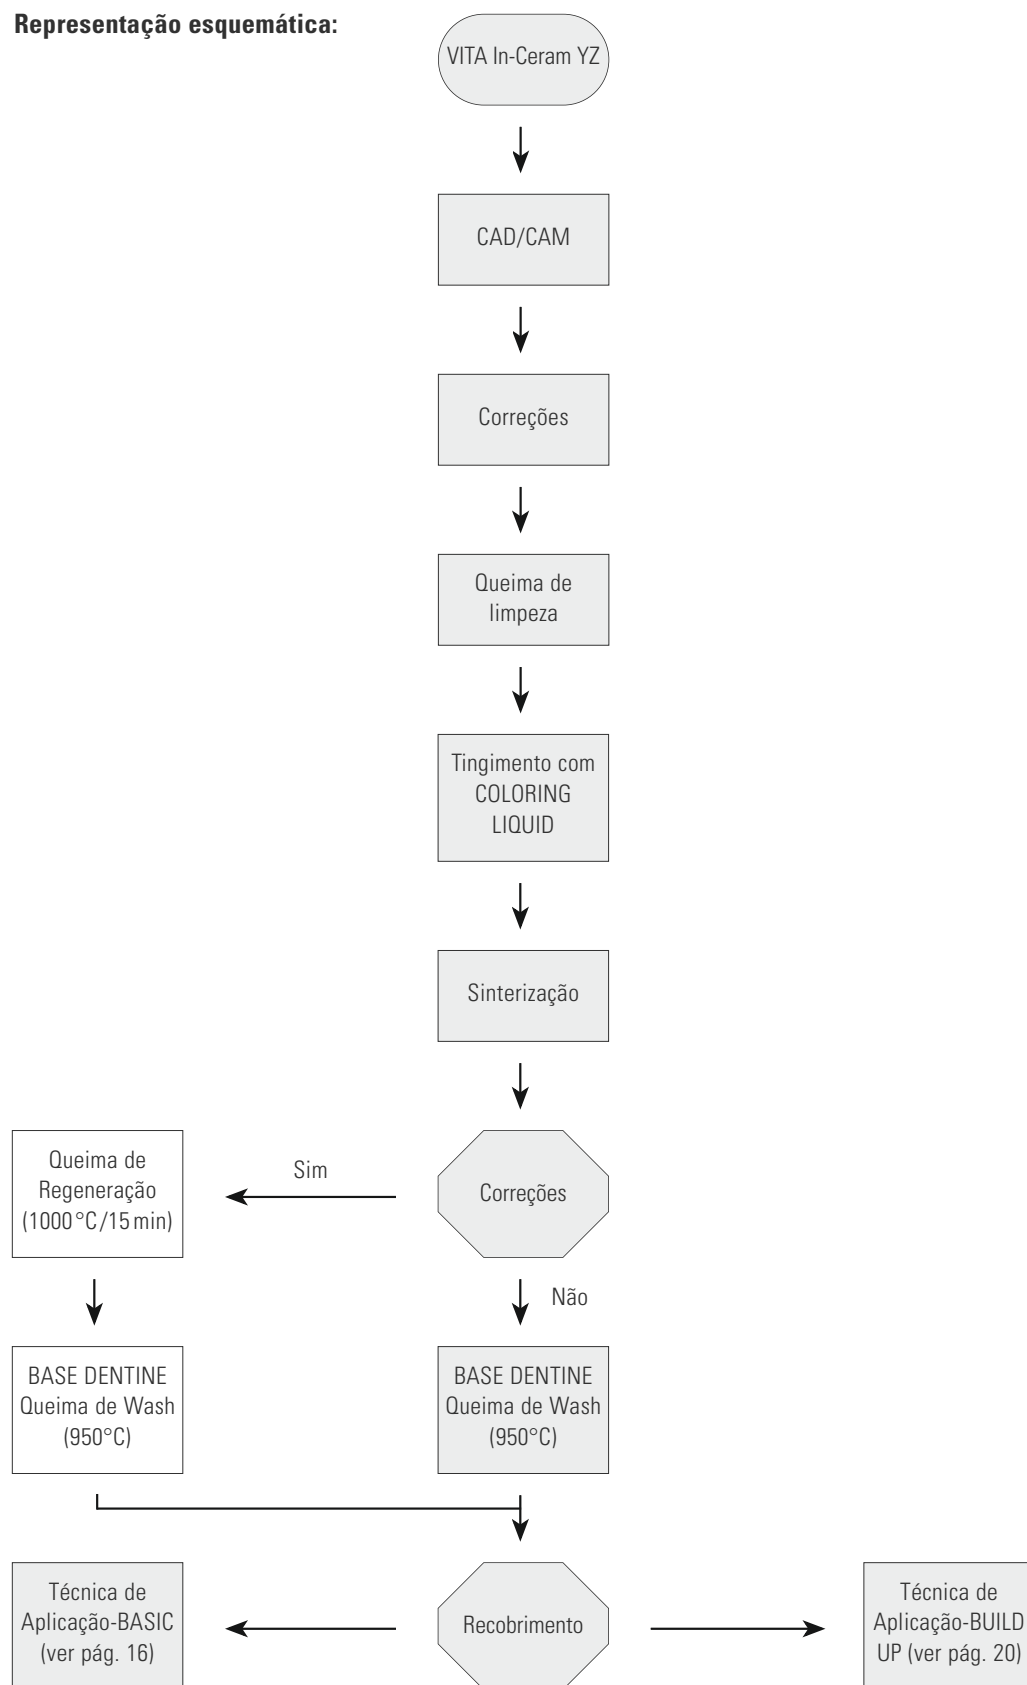 Representação esquemática:
VITA In-Ceram YZ
CAD/CAM
Correções
Queima de
limpeza
Tingimento com
COLORING
LIQUID
Sinterização
Queima de
Regeneração
(1000 °C/15 min)
Sim
Correções
Não
BASE DENTINE
Queima de Wash
(950°C)
BASE DENTINE
Queima de Wash
(950°C)
Técnica de
Aplicação-BASIC
(ver pág. 16)
Recobrimento
Técnica de
Aplicação-BUILD
UP (ver pág. 20)